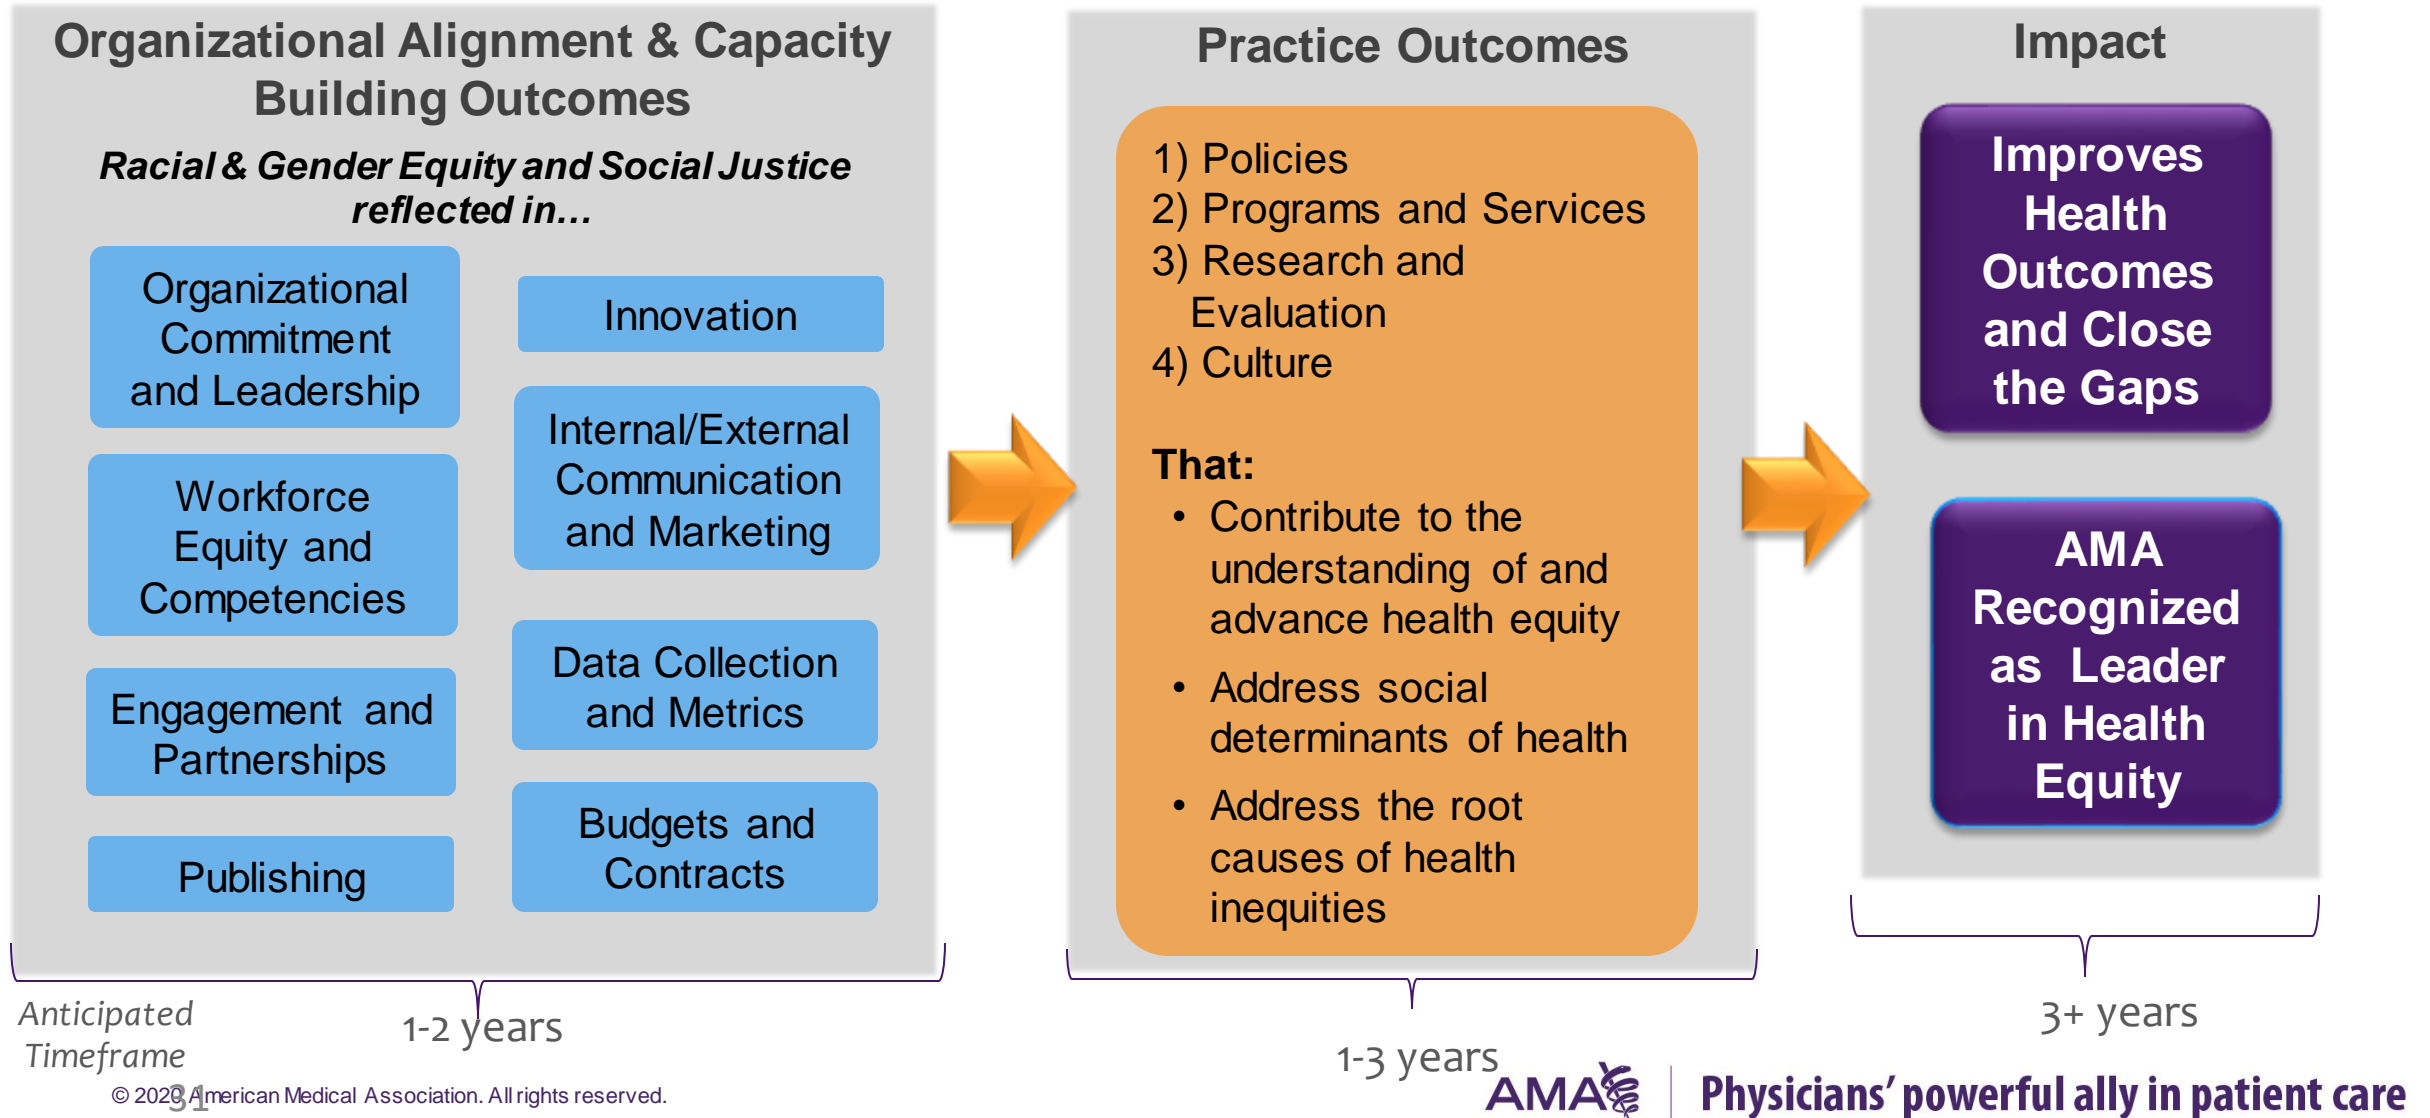 Organizational Alignment & Capacity
Building Outcomes
Racial & Gender Equity and Social Justice
reflected in…
Organizational
Commitment
and Leadership
Workforce
Equity and
Competencies
Engagement and
Partnerships
Publishing
Innovation
Internal/External
Communication
and Marketing
Data Collection
and Metrics
Budgets and
Contracts
Practice Outcomes
1) Policies
2) Programs and Services
3) Research and
Evaluation
4) Culture
That:
• Contribute to the
understanding of and
advance health equity
• Address social
determinants of health
• Address the root
causes of health
inequities
Impact
Improves
Health
Outcomes
and Close
the Gaps
AMA
Recognized
as Leader
in Health
Equity
Anticipated
Timeframe
1-2 years
1-3 years
3+ years
31
© 2020 American Medical Association. All rights reserved.
AMA
Physicians' powerful ally in patient care